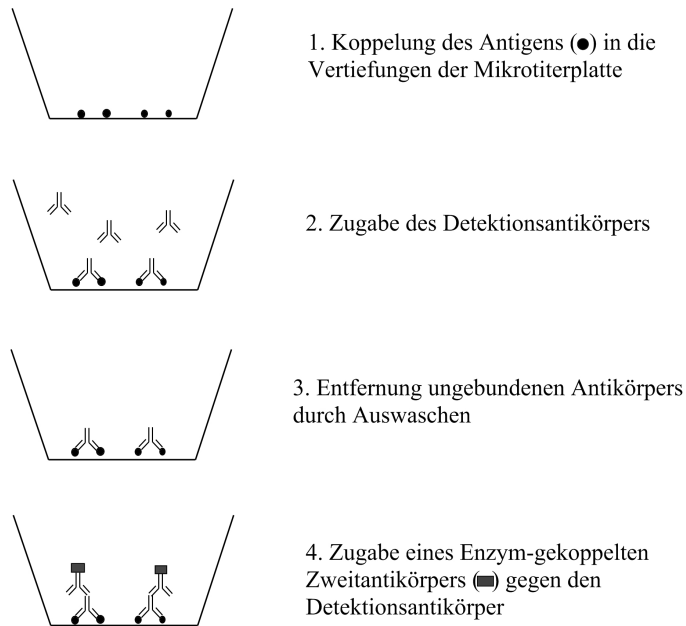 1. Koppelung des Antigens (●) in die
Vertiefungen der Mikrotiterplatte
2. Zugabe des Detektionsantikörpers
3. Entfernung ungebundenen Antikörpers
durch Auswaschen
4. Zugabe eines Enzym-gekoppelten
Zweitantikörpers (■) gegen den
Detektionsantikörper